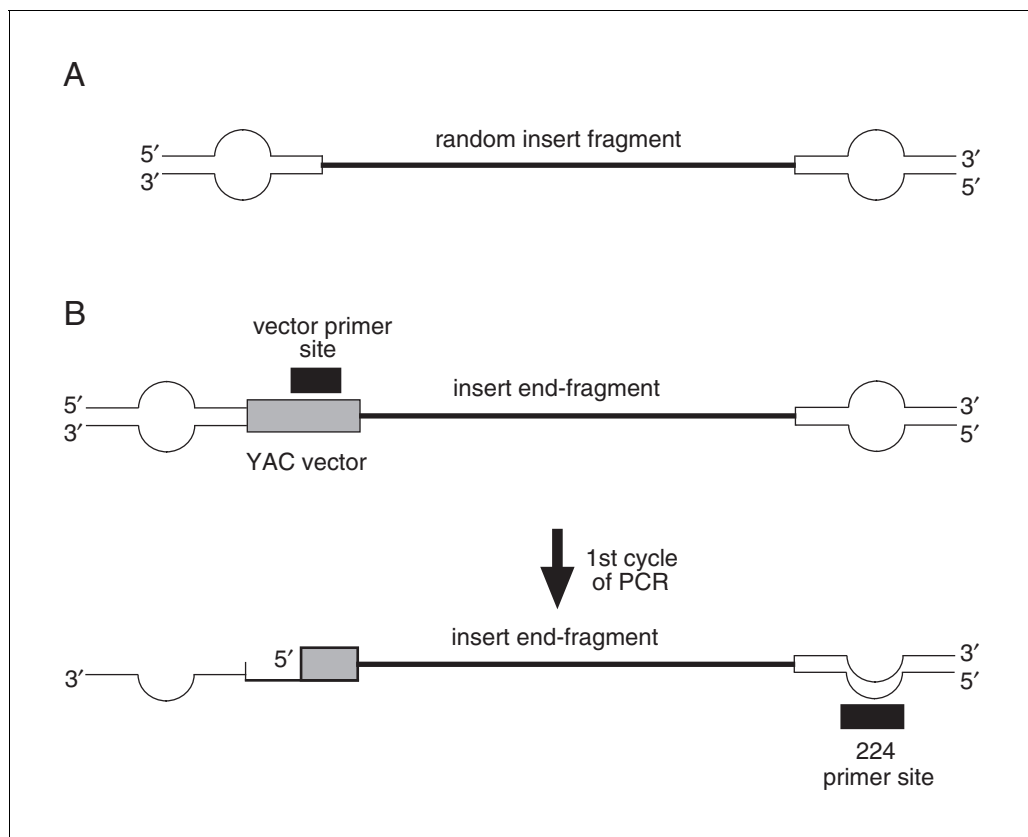 A
random insert fragment
5′ 3′
3′ 5′
B
vector primer
site
insert end-fragment
5′ 3′
3′ 5′
YAC vector
1st cycle
of PCR
insert end-fragment
5′ 3′
3′ 5′
224
primer site